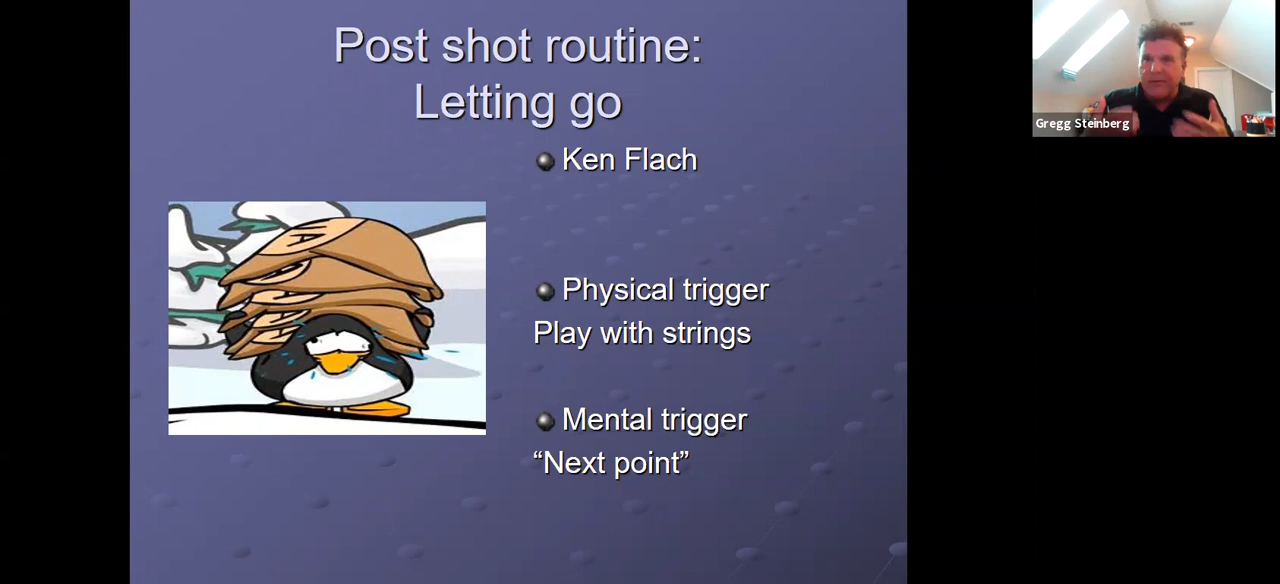 Post shot routine:
Letting go
Ken Flach
Physical trigger
Play with strings
Mental trigger
“Next point”
Gregg Steinberg